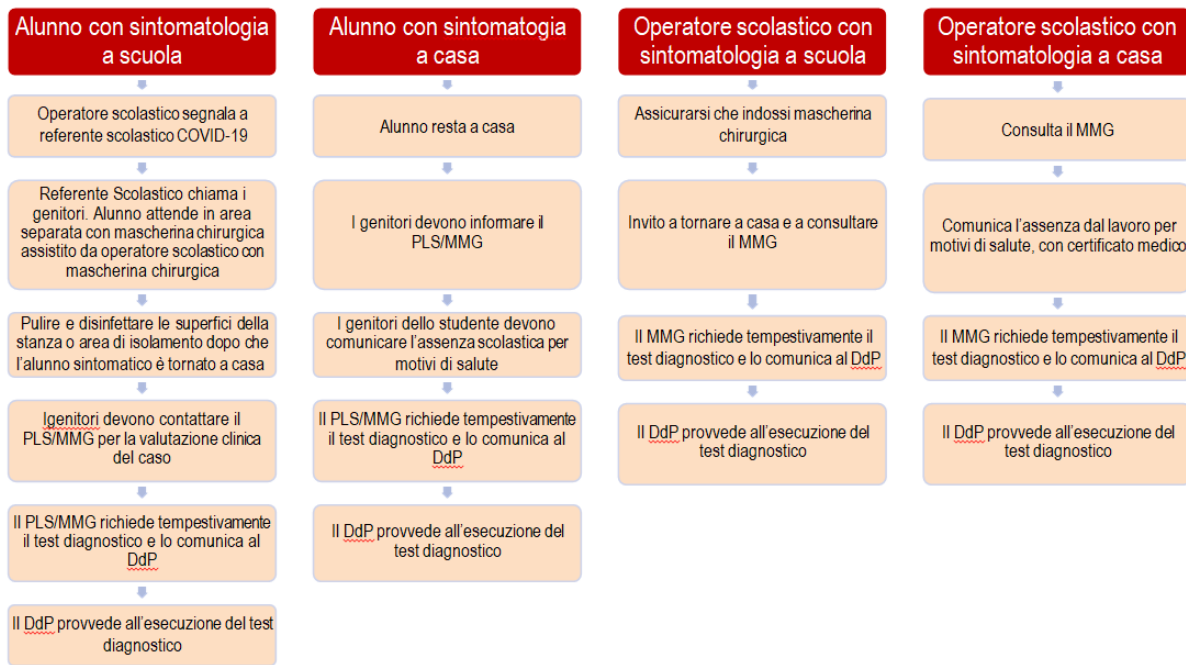 Alunno con sintomatologia
a scuola
Operatore scolastico segnala a
referente scolastico COVID-19
Referente Scolastico chiama i
genitori. Alunno attende in area
separata con mascherina chirurgica
assistito da operatore scolastico con
mascherina chirurgica
Pulire e disinfettare le superfici della
stanza o area di isolamento dopo che
l'alunno sintomatico è tornato a casa
Igenitori devono contattare il
PLS/MMG per la valutazione clinica
del caso
Il PLS/MMG richiede tempestivamente
il test diagnostico e lo comunica al
DdP
Il DdP provvede all'esecuzione del test
diagnostico
Alunno con sintomatogia
a casa
Alunno resta a casa
I genitori devono informare il
PLS/MMG
I genitori dello studente devono
comunicare l'assenza scolastica per
motivi di salute
Il PLS/MMG richiede tempestivamente
il test diagnostico e lo comunica al
DdP
Il DdP provvede all'esecuzione del
test diagnostico
Operatore scolastico con
sintomatologia a scuola
Assicurarsi che indossi mascherina
chirurgica
Invito a tornare a casa e a consultare
il MMG
Il MMG richiede tempestivamente il
test diagnostico e lo comunica al DdP
Il DdP provvede all'esecuzione del
test diagnostico
Operatore scolastico con
sintomatologia a casa
Consulta il MMG
Comunica l'assenza dal lavoro per
motivi di salute, con certificato medico
Il MMG richiede tempestivamente il
test diagnostico e lo comunica al DdP
Il DdP provvede all'esecuzione del
test diagnostico